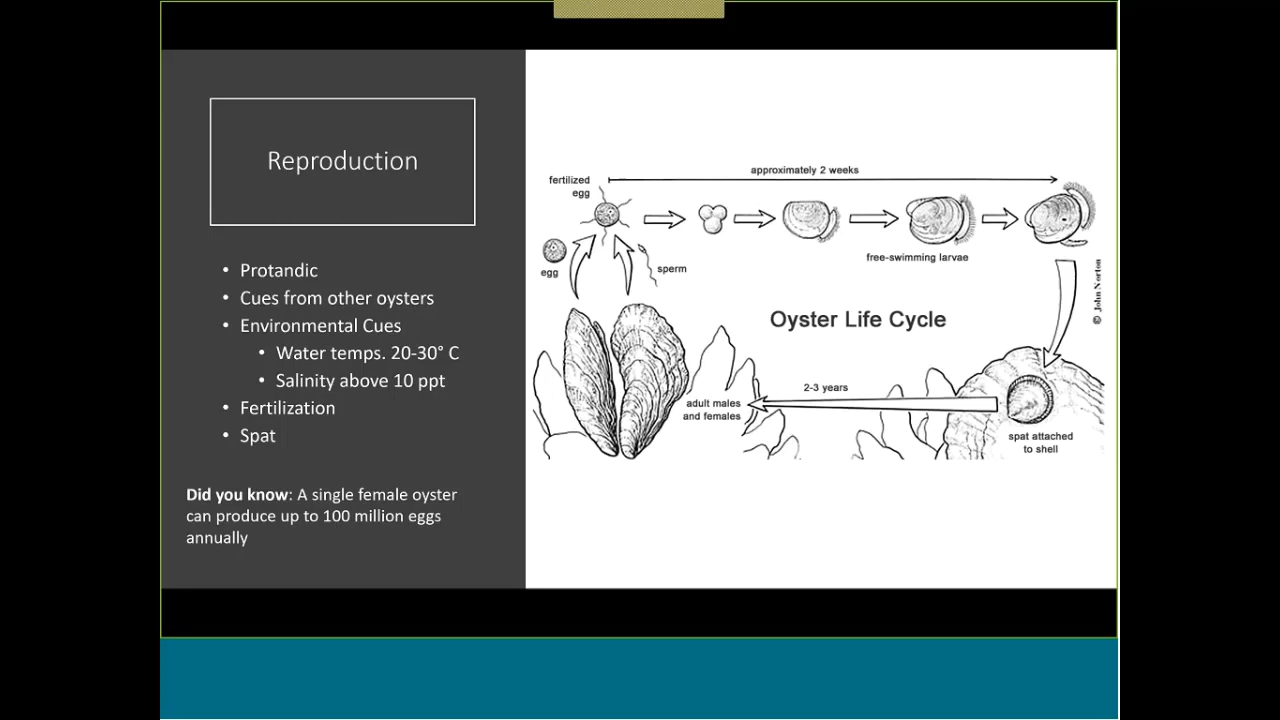 Reproduction
• Protandic
• Cues from other oysters
• Environmental Cues
• Water temps. 20-30° C
• Salinity above 10 ppt
• Fertilization
• Spat
Did you know: A single female oyster
can produce up to 100 million eggs
annually
approximately 2 weeks
fertilized
egg
egg
sperm
free-swimming larvae
© John Norton
Oyster Life Cycle
2-3 years
adult males
and females
spat attached
to shell